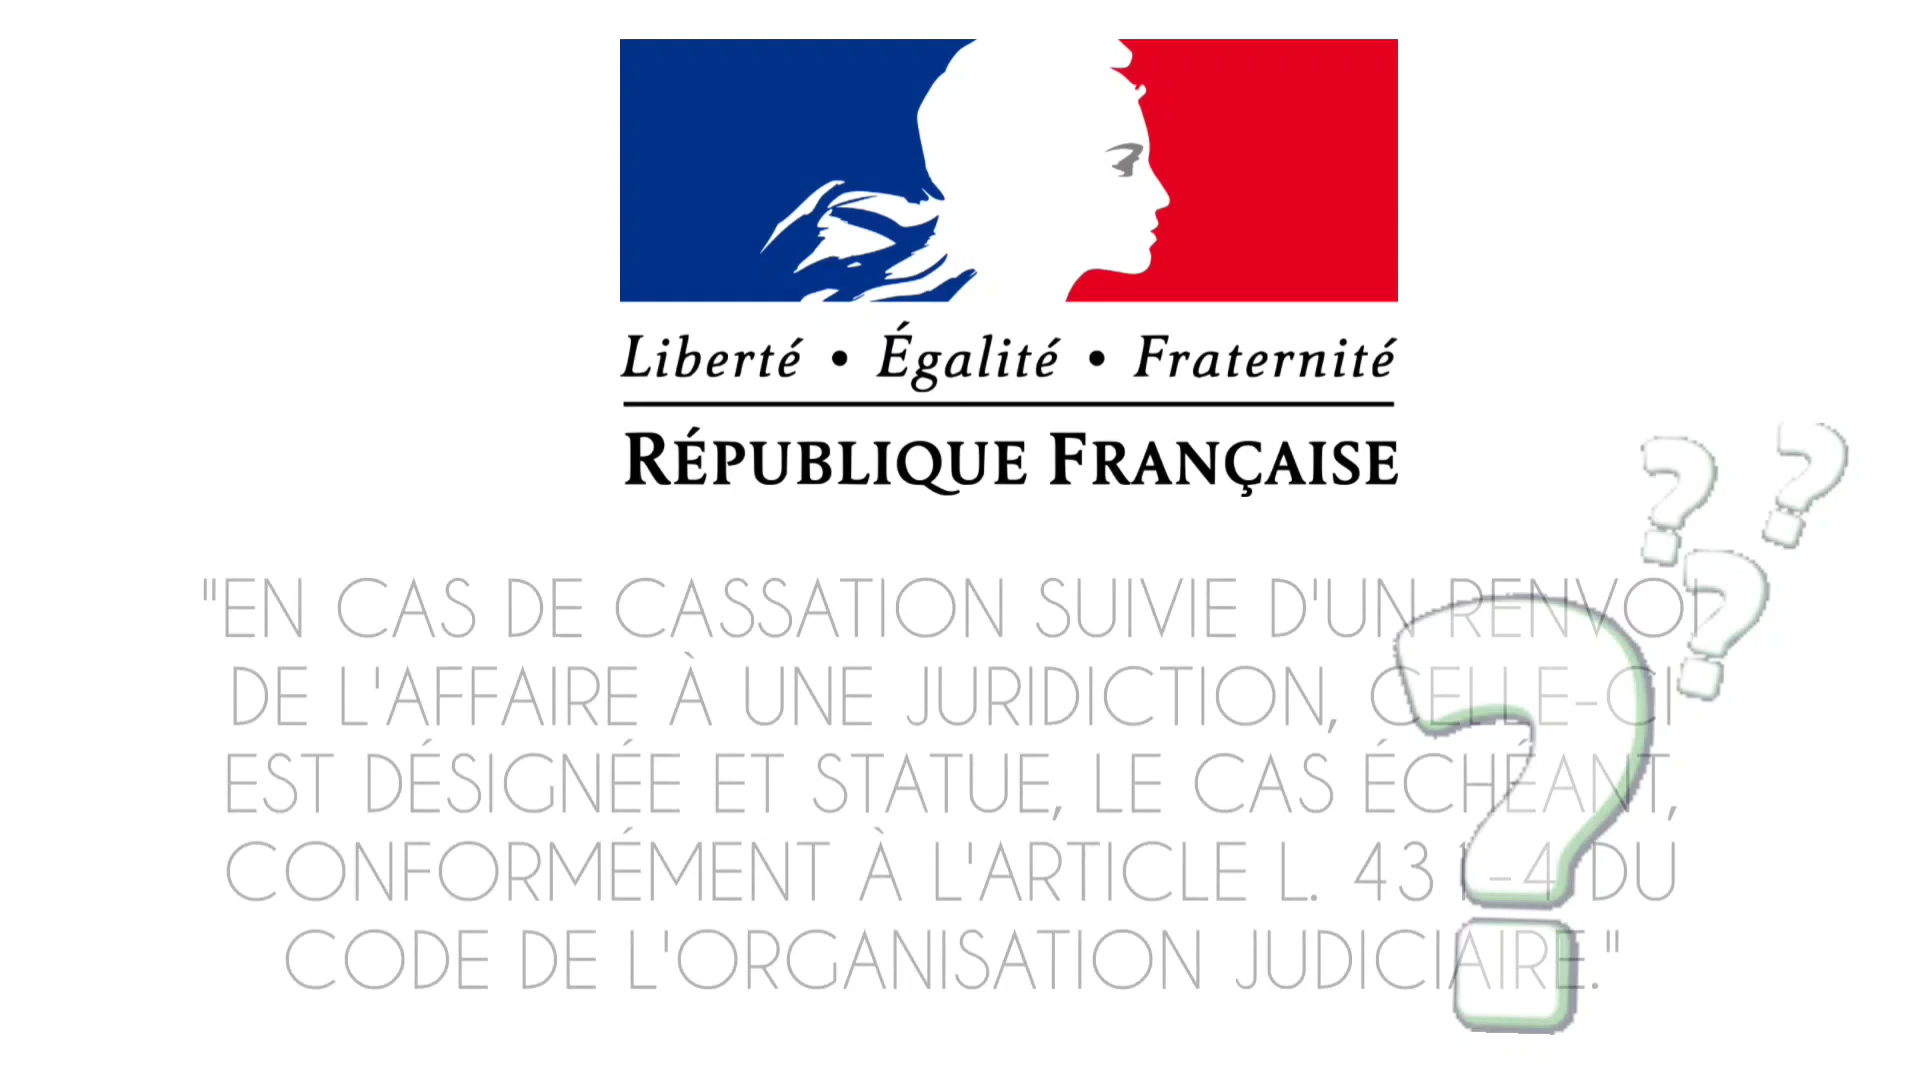 Liberté • Égalité • Fraternité
RÉPUBLIQUE FRANÇAISE
"EN CAS DE CASSATION SUIVIE D'UN RENVOI
DE L'AFFAIRE À UNE JURIDICTION, CELLE-CI
EST DÉSIGNÉE ET STATUE, LE CAS ÉCHÉANT,
CONFORMÉMENT À L'ARTICLE L. 431-4 DU
CODE DE L'ORGANISATION JUDICIAIRE."